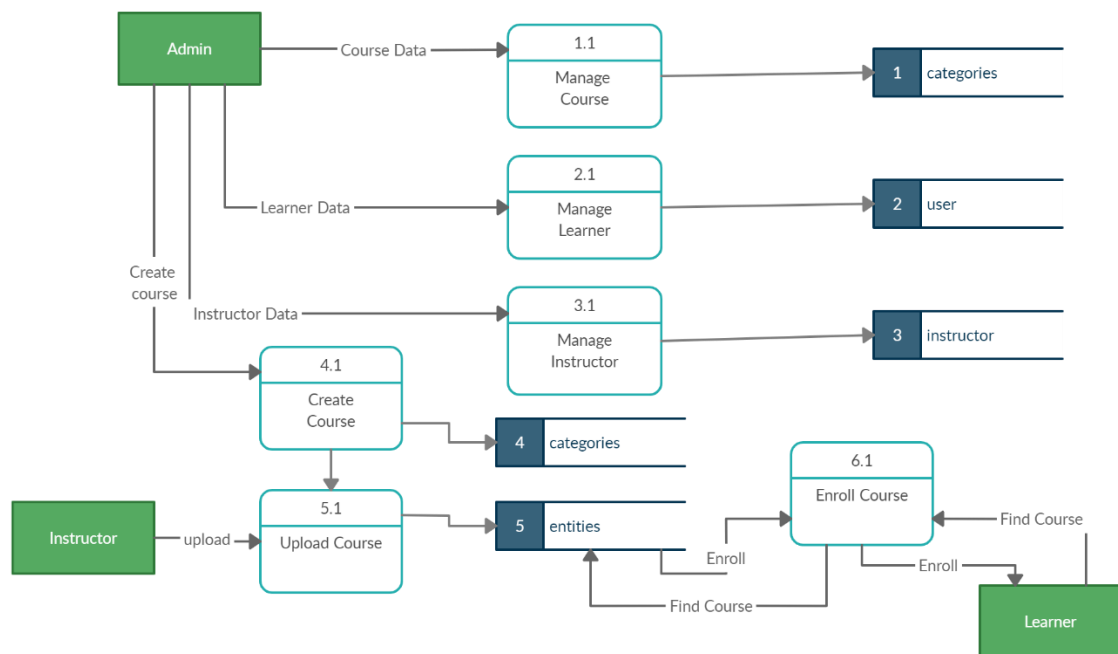 Admin
Course Data
1.1
Manage
Course
1
categories
2.1
Learner Data
Manage
Learner
2
user
Create
course
3.1
Instructor Data
Manage
Instructor
3
instructor
4.1
Create
Course
4
categories
6.1
Enroll Course
5.1
Instructor
upload
Upload Course
5
entities
Find Course
Enroll
Enroll
Find Course
Learner